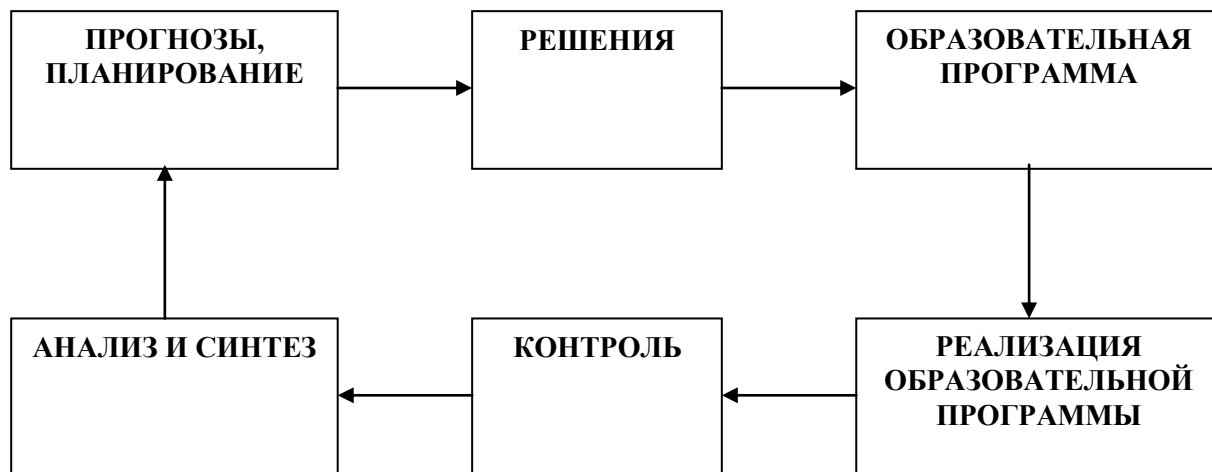 ПРОГНОЗЫ,
ПЛАНИРОВАНИЕ
РЕШЕНИЯ
ОБРАЗОВАТЕЛЬНАЯ
ПРОГРАММА
АНАЛИЗ И СИНТЕЗ
КОНТРОЛЬ
РЕАЛИЗАЦИЯ
ОБРАЗОВАТЕЛЬНОЙ
ПРОГРАММЫ